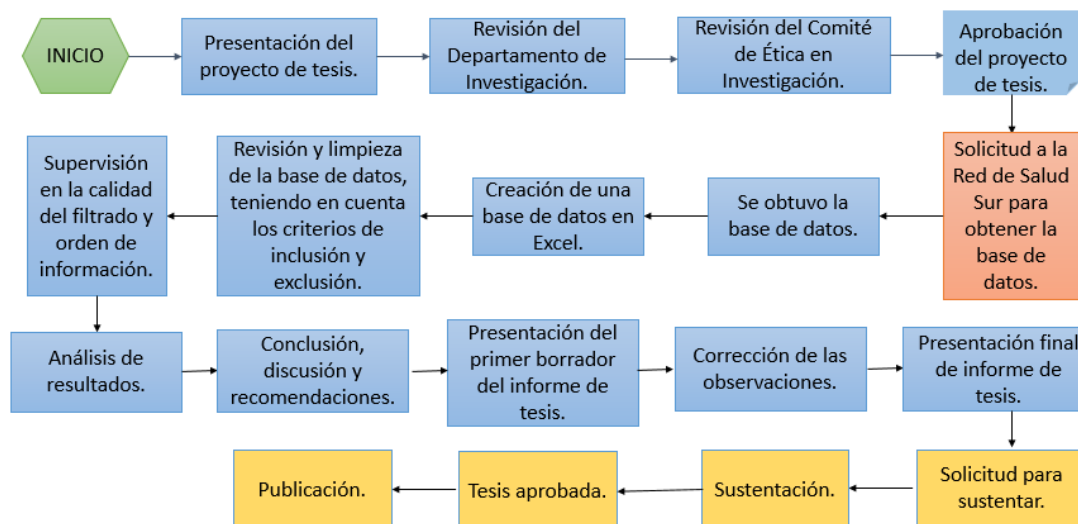 INICIO
Presentación del
proyecto de tesis.
Revisión del
Departamento de
Investigación.
Revisión del Comité
de Ética en
Investigación.
Aprobación
del proyecto
de tesis.
Solicitud a la
Red de Salud
Sur para
obtener la
base de
datos.
Se obtuvo la
base de datos.
Creación de una
base de datos en
Excel.
Revisión y limpieza
de la base de datos,
teniendo en cuenta
los criterios de
inclusión y
exclusión.
Supervisión
en la calidad
del filtrado y
orden de
información.
Análisis de
resultados.
Conclusión,
discusión y
recomendaciones.
Presentación del
primer borrador
del informe de
tesis.
Corrección de las
observaciones.
Presentación final
de informe de
tesis.
Solicitud para
sustentar.
Sustentación.
Tesis aprobada.
Publicación.